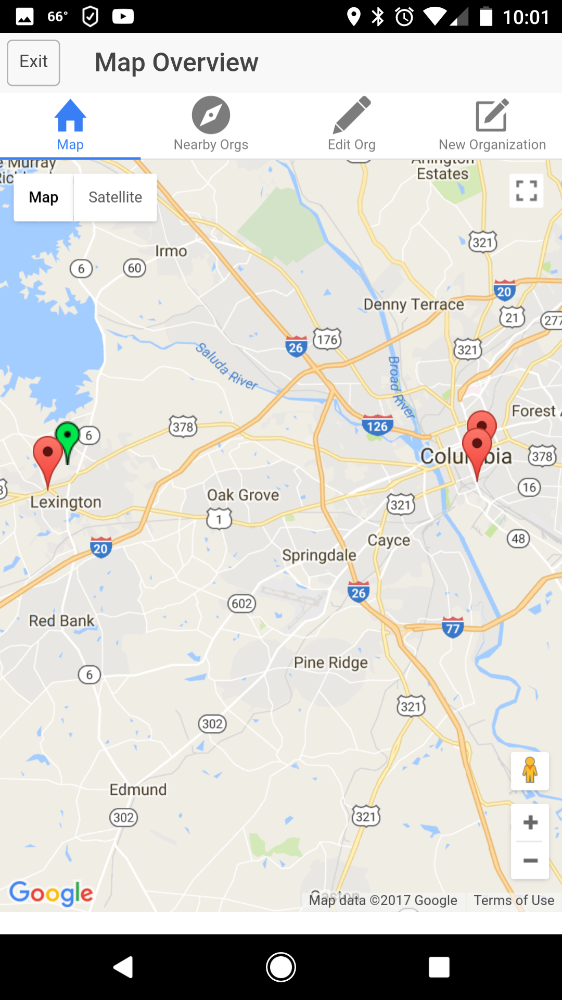 66° 10:01
Exit Map Overview
Map Nearby Orgs Edit Org New Organization
Murray
Arlington
Estates
Map Satellite
321
Irmo
6 60
20
Denny Terrace
21 277
176
26 321
Saluda River
Broad River
Forest
378 126
6
Columbia 378
16
Lexington Oak Grove
321
1
48
Cayce
20
Springdale
26
602
Red Bank
77
Pine Ridge
6
321
302
Edmund
302 321
Gaston
Google
Map data ©2017 Google Terms of Use